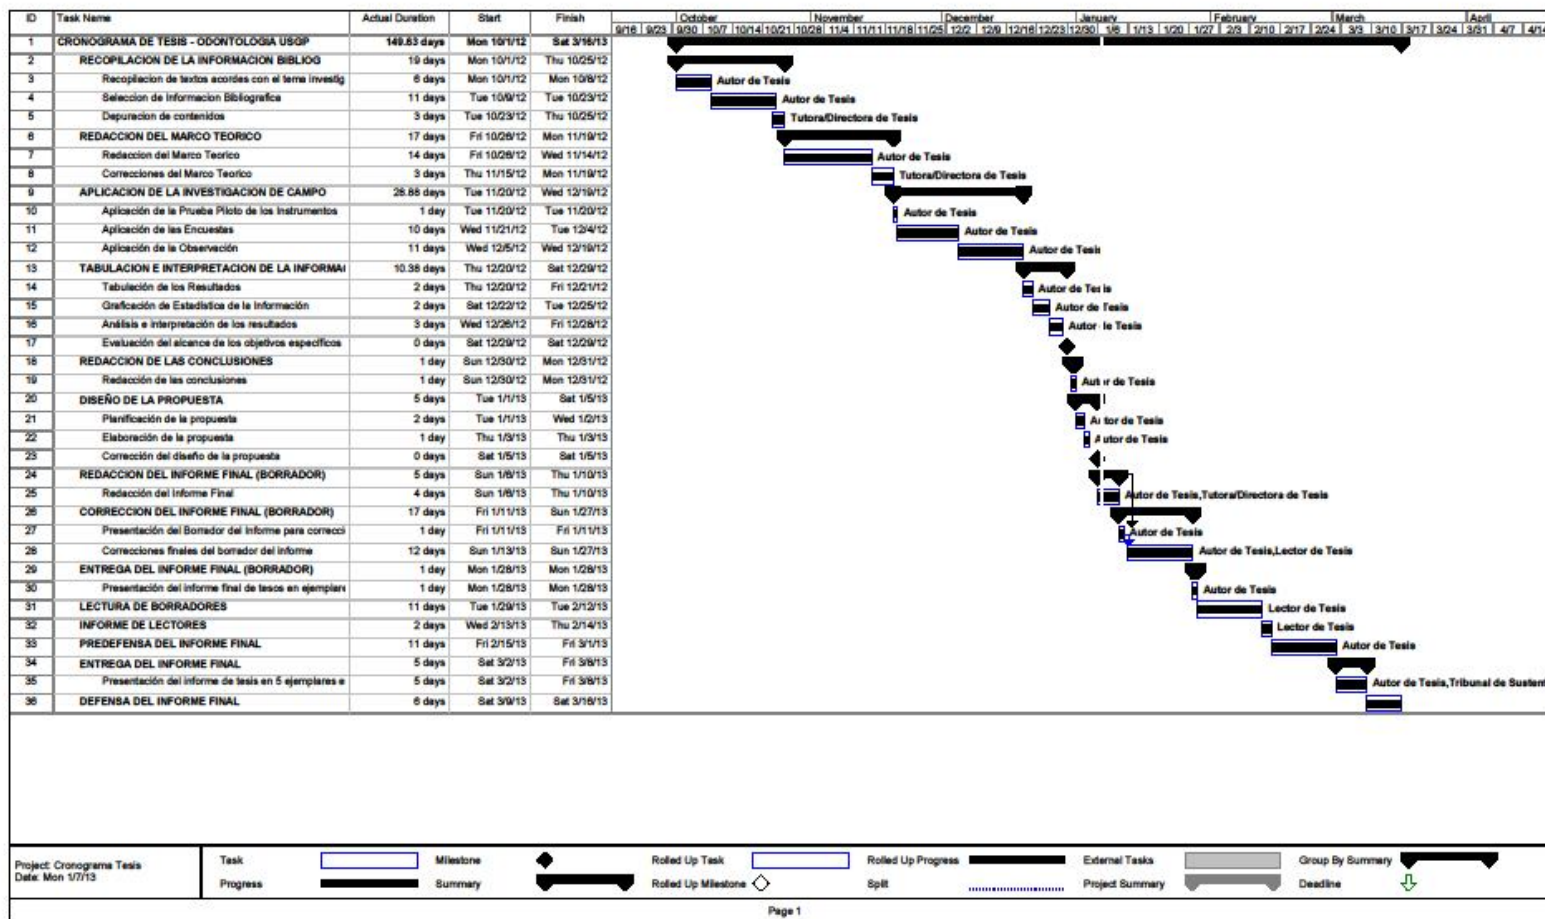 ID Task Name Actual Duration Start Finish October November December January February March April
9/16 9/23 9/30 10/7 10/14 10/21 10/28 11/4 11/11 11/18 11/25 12/2 12/9 12/16 12/23 12/30 1/6 1/13 1/20 1/27 2/3 2/10 2/17 2/24 3/3 3/10 3/17 3/24 3/31 4/7 4/14
1 CRONOGRAMA DE TESIS - ODONTOLOGIA USGP 149.63 days Mon 10/1/12 Sat 3/16/13
2 RECOPILACION DE LA INFORMACION BIBLIOG 19 days Mon 10/1/12 Thu 10/25/12
3 Recopilacion de textos acordes con el tema investig 6 days Mon 10/1/12 Mon 10/8/12 Autor de Tesis
4 Seleccion de Informacion Bibliografica 11 days Tue 10/9/12 Tue 10/23/12 Autor de Tesis
5 Depuracion de contenidos 3 days Tue 10/23/12 Thu 10/25/12 Tutora/Directora de Tesis
6 REDACCION DEL MARCO TEORICO 17 days Fri 10/26/12 Mon 11/19/12
7 Redaccion del Marco Teorico 14 days Fri 10/26/12 Wed 11/14/12 Autor de Tesis
8 Correcciones del Marco Teorico 3 days Thu 11/15/12 Mon 11/19/12 Tutora/Directora de Tesis
9 APLICACION DE LA INVESTIGACION DE CAMPO 28.88 days Tue 11/20/12 Wed 12/19/12
10 Aplicación de la Prueba Piloto de los Instrumentos 1 day Tue 11/20/12 Tue 11/20/12 Autor de Tesis
11 Aplicación de las Encuestas 10 days Wed 11/21/12 Tue 12/4/12 Autor de Tesis
12 Aplicación de la Observación 11 days Wed 12/5/12 Wed 12/19/12 Autor de Tesis
13 TABULACION E INTERPRETACION DE LA INFORMA 10.38 days Thu 12/20/12 Sat 12/29/12
14 Tabulación de los Resultados 2 days Thu 12/20/12 Fri 12/21/12 Autor de Tesis
15 Graficación de Estadística de la Información 2 days Sat 12/22/12 Tue 12/25/12 Autor de Tesis
16 Análisis e interpretación de los resultados 3 days Wed 12/26/12 Fri 12/28/12 Autor de Tesis
17 Evaluación del alcance de los objetivos específicos 0 days Sat 12/29/12 Sat 12/29/12
18 REDACCION DE LAS CONCLUSIONES 1 day Sun 12/30/12 Mon 12/31/12
19 Redacción de las conclusiones 1 day Sun 12/30/12 Mon 12/31/12 Autor de Tesis
20 DISEÑO DE LA PROPUESTA 5 days Tue 1/1/13 Sat 1/5/13
21 Planificación de la propuesta 2 days Tue 1/1/13 Wed 1/2/13 Autor de Tesis
22 Elaboración de la propuesta 1 day Thu 1/3/13 Thu 1/3/13 Autor de Tesis
23 Corrección del diseño de la propuesta 0 days Sat 1/5/13 Sat 1/5/13
24 REDACCION DEL INFORME FINAL (BORRADOR) 5 days Sun 1/6/13 Thu 1/10/13
25 Redacción del Informe Final 4 days Sun 1/6/13 Thu 1/10/13 Autor de Tesis,Tutora/Directora de Tesis
26 CORRECCION DEL INFORME FINAL (BORRADOR) 17 days Fri 1/11/13 Sun 1/27/13
27 Presentación del Borrador del Informe para correcci 1 day Fri 1/11/13 Fri 1/11/13 Autor de Tesis
28 Correcciones finales del borrador del informe 12 days Sun 1/13/13 Sun 1/27/13 Autor de Tesis,Lector de Tesis
29 ENTREGA DEL INFORME FINAL (BORRADOR) 1 day Mon 1/28/13 Mon 1/28/13
30 Presentación del informe final de tesos en ejemplare 1 day Mon 1/28/13 Mon 1/28/13 Autor de Tesis
31 LECTURA DE BORRADORES 11 days Tue 1/29/13 Tue 2/12/13 Lector de Tesis
32 INFORME DE LECTORES 2 days Wed 2/13/13 Thu 2/14/13 Lector de Tesis
33 PREDEFENSA DEL INFORME FINAL 11 days Fri 2/15/13 Fri 3/1/13 Autor de Tesis
34 ENTREGA DEL INFORME FINAL 5 days Sat 3/2/13 Fri 3/8/13
35 Presentación del informe de tesis en 5 ejemplares e 5 days Sat 3/2/13 Fri 3/8/13 Autor de Tesis,Tribunal de Susten
36 DEFENSA DEL INFORME FINAL 6 days Sat 3/9/13 Sat 3/16/13
Project: Cronograma Tesis
Date: Mon 1/7/13
Task Milestone Rolled Up Task Rolled Up Progress External Tasks Group By Summary
Progress Summary Rolled Up Milestone Split Project Summary Deadline
Page 1